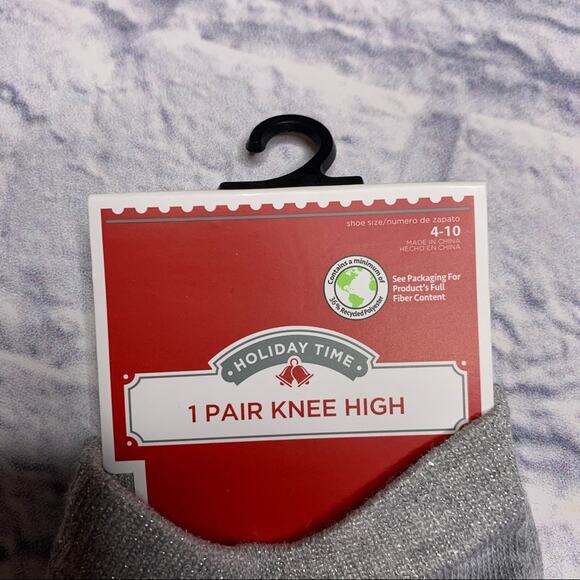 shoe size/número de zapato
4-10
MADE IN CHINA
HECHO EN CHINA
Contains a minimum of
36% Recycled Polyester
See Packaging For
Product's Full
Fiber Content
HOLIDAY TIME
1 PAIR KNEE HIGH